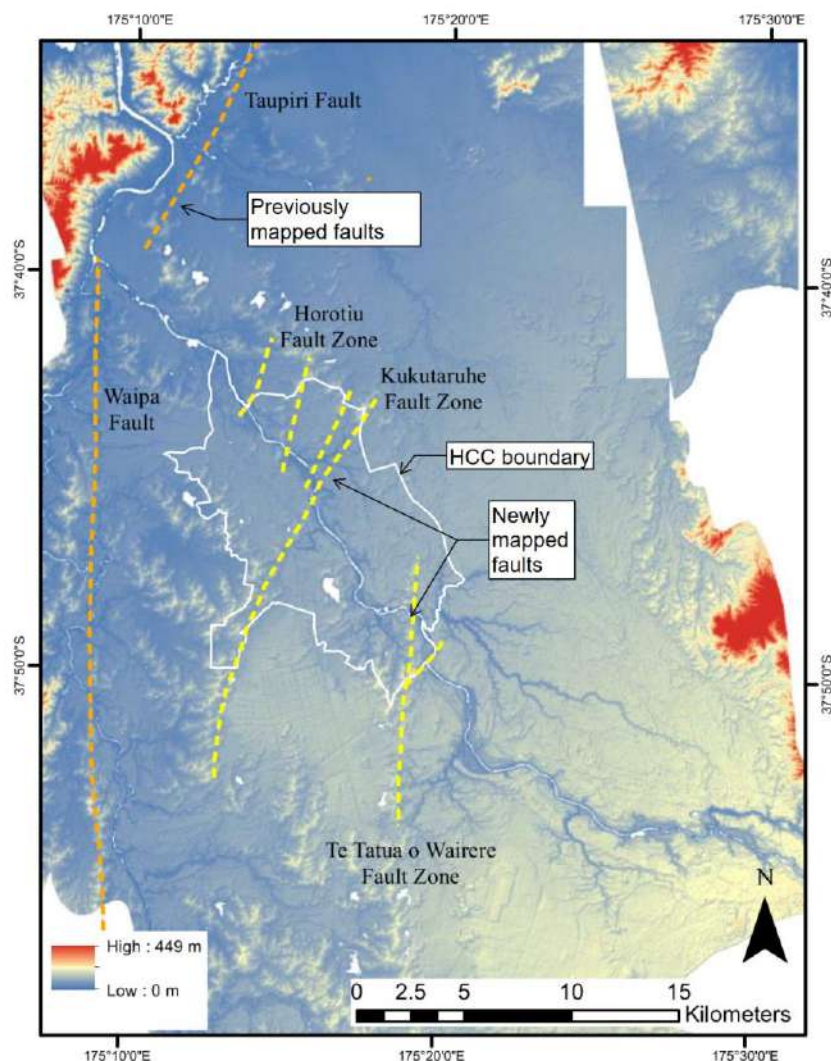 175°10'0"E
175°20'0"E
175°30'0"E
Taupiri Fault
Previously
mapped faults
37°40'0"S
37°40'0"S
Horotiu
Fault Zone
Kukutaruhe
Fault Zone
Waipa
Fault
HCC boundary
Newly
mapped
faults
37°50'0"S
37°50'0"S
Te Tatua o Wairere
Fault Zone
N
High : 449 m
Low : 0 m
0 2.5 5 10 15
Kilometers
175°10'0"E
175°20'0"E
175°30'0"E